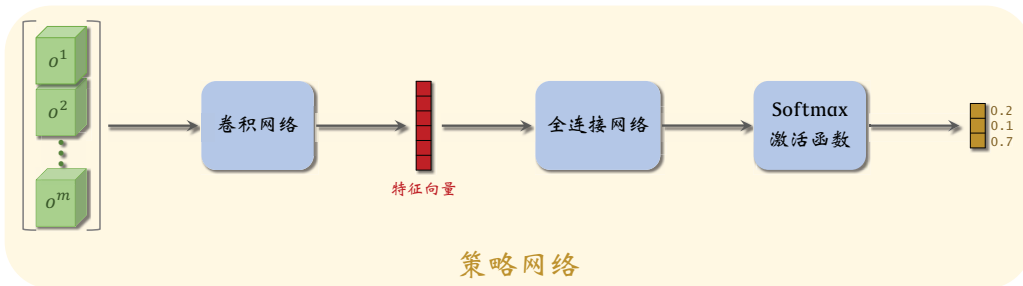 o¹
o²
oᵐ
卷积网络
特征向量
全连接网络
Softmax
激活函数
0.2
0.1
0.7
策略网络